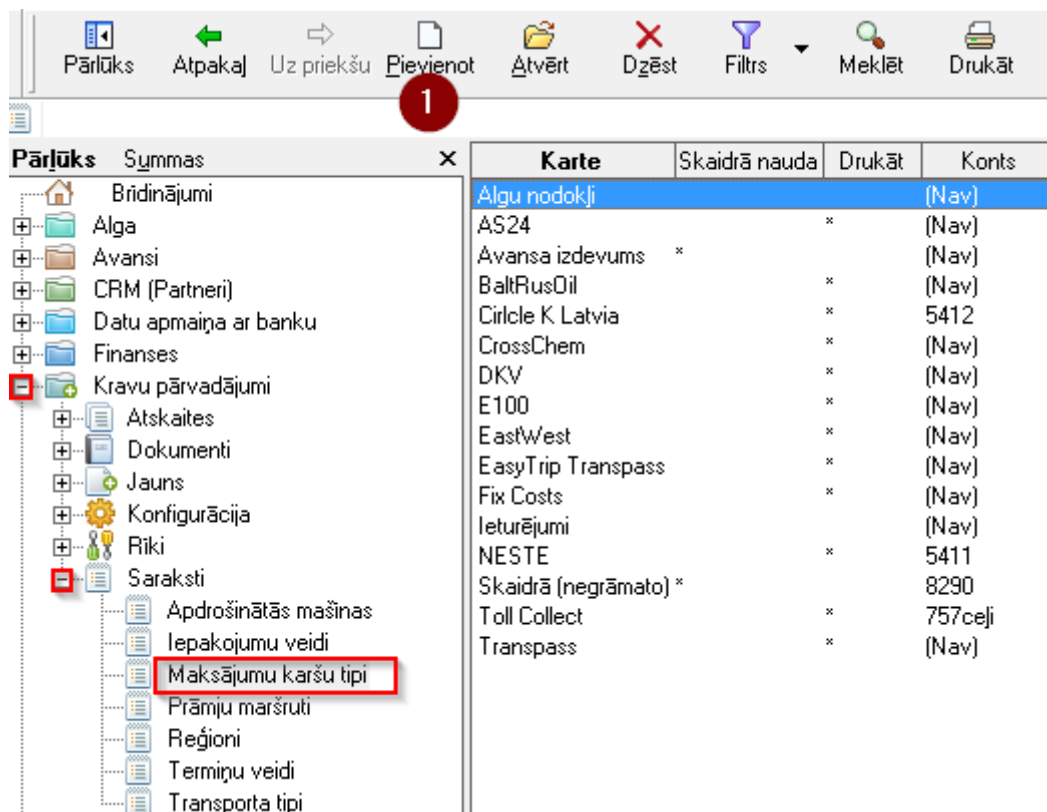 Pārlūks Atpakaļ Uz priekšu Pievienot Atvērt Dzēst Filtrs Meklēt Drukāt
1
Pārlūks Summas
Brīdinājumi
Alga
Avansi
CRM (Partneri)
Datu apmaiņa ar banku
Finanses
Kravu pārvadājumi
Atskaites
Dokumenti
Jauns
Konfigurācija
Rīki
Saraksti
Apdrošinātās mašīnas
Iepakojumu veidi
Maksājumu karšu tipi
Prāmju maršruti
Reģioni
Termiņu veidi
Transporta tipi
Karte Skaidrā nauda Drukāt Konts
Algu nodokļi (Nav)
AS24 * (Nav)
Avansa izdevums * (Nav)
BaltRusOil * (Nav)
Cirlcle K Latvia * 5412
CrossChem * (Nav)
DKV * (Nav)
E100 * (Nav)
EastWest * (Nav)
EasyTrip Transpass * (Nav)
Fix Costs * (Nav)
Ieturējumi (Nav)
NESTE * 5411
Skaidrā (negrāmato) * 8290
Toll Collect * 757ceļi
Transpass * (Nav)